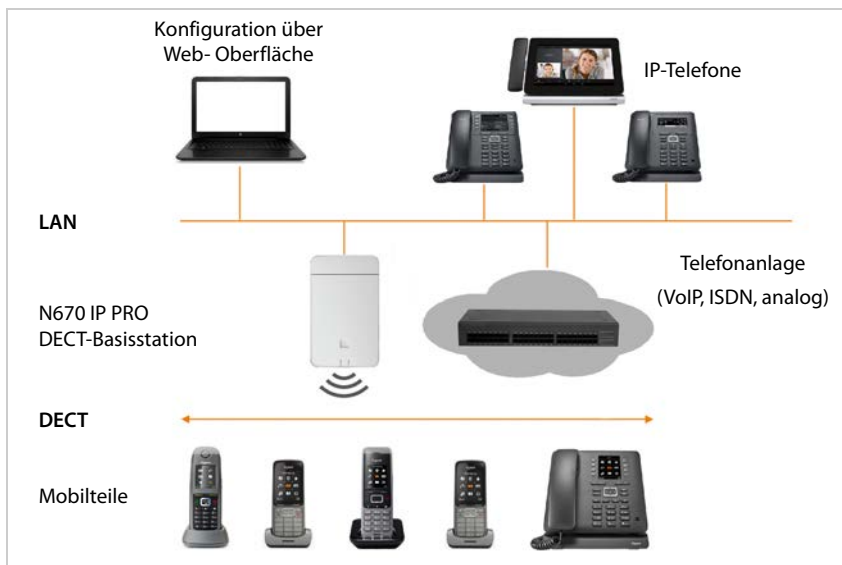 Konfiguration über
Web- Oberfläche
IP-Telefone
LAN
Telefonanlage
(VoIP, ISDN, analog)
N670 IP PRO
DECT-Basisstation
DECT
Mobilteile